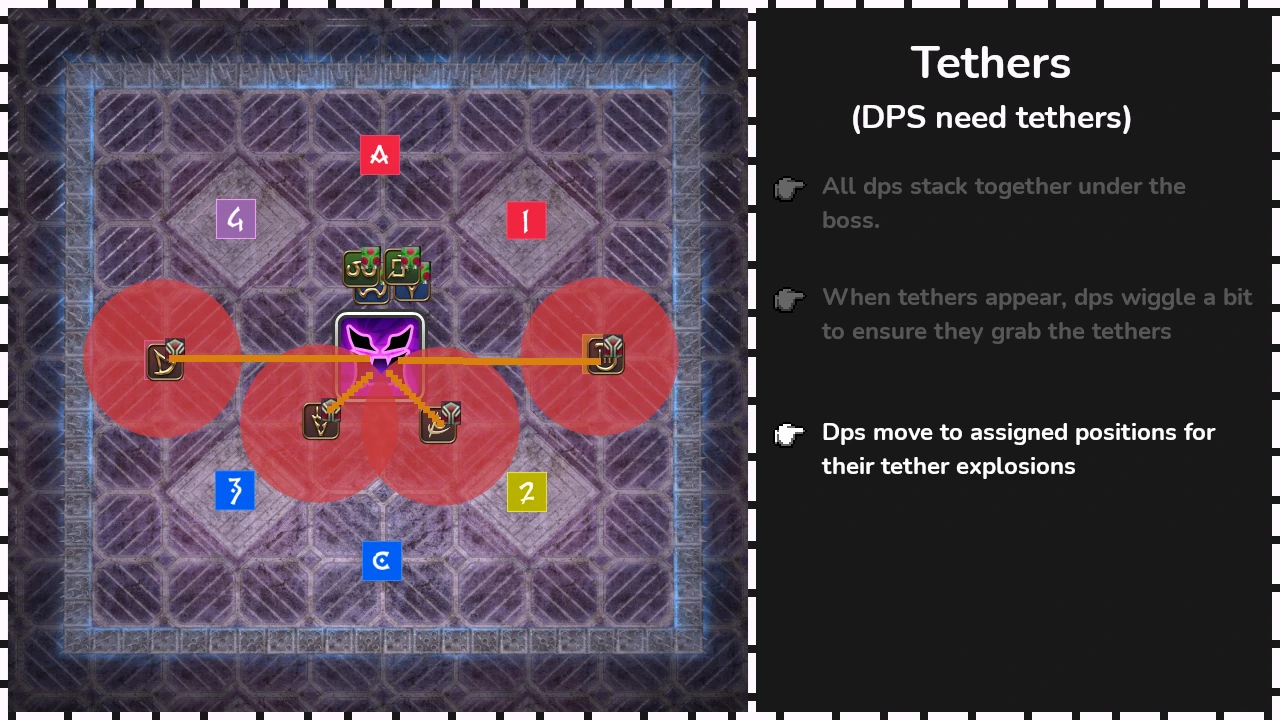 Tethers
(DPS need tethers)
All dps stack together under the
boss.
When tethers appear, dps wiggle a bit
to ensure they grab the tethers
Dps move to assigned positions for
their tether explosions
A
4
1
3
2
C